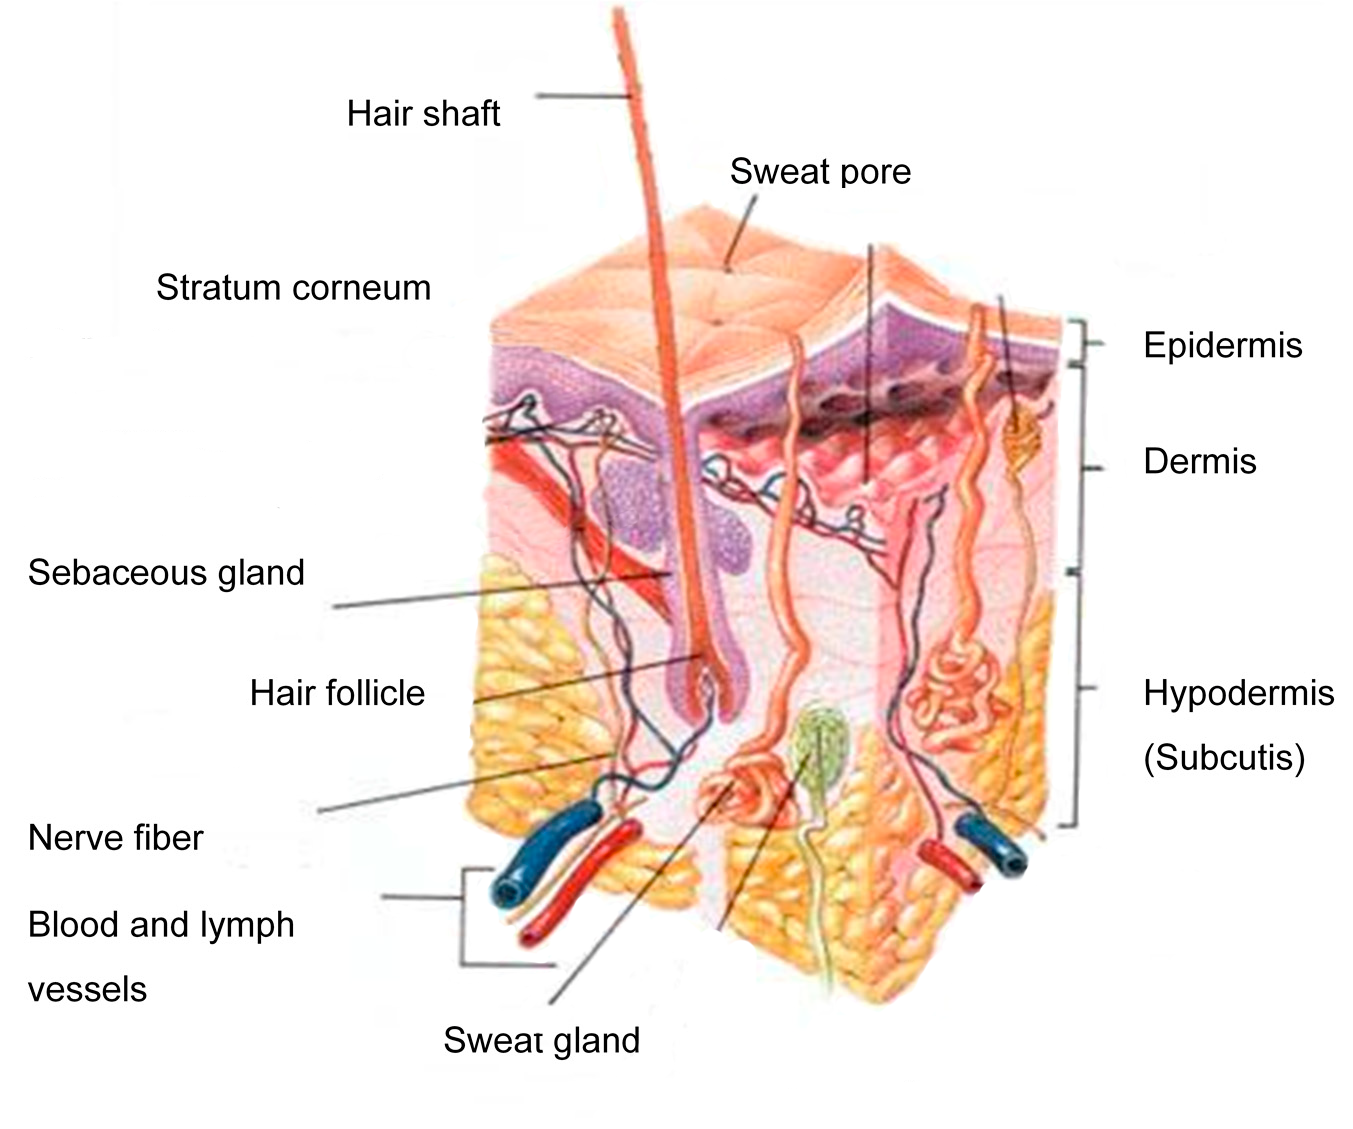 Hair shaft
Sweat pore
Stratum corneum
Epidermis
Dermis
Sebaceous gland
Hair follicle
Hypodermis
(Subcutis)
Nerve fiber
Blood and lymph
vessels
Sweat gland